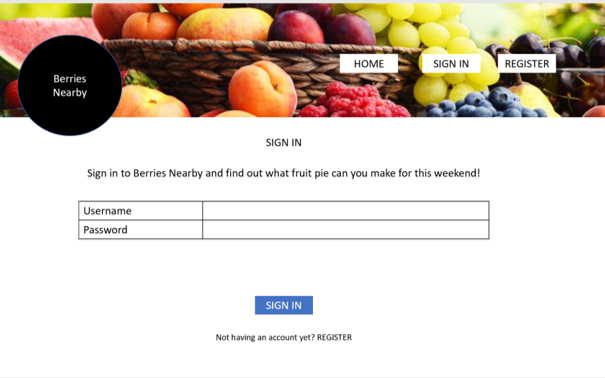 Berries
Nearby
HOME
SIGN IN
REGISTER
SIGN IN
Sign in to Berries Nearby and find out what fruit pie can you make for this weekend!
Username
Password
SIGN IN
Not having an account yet? REGISTER